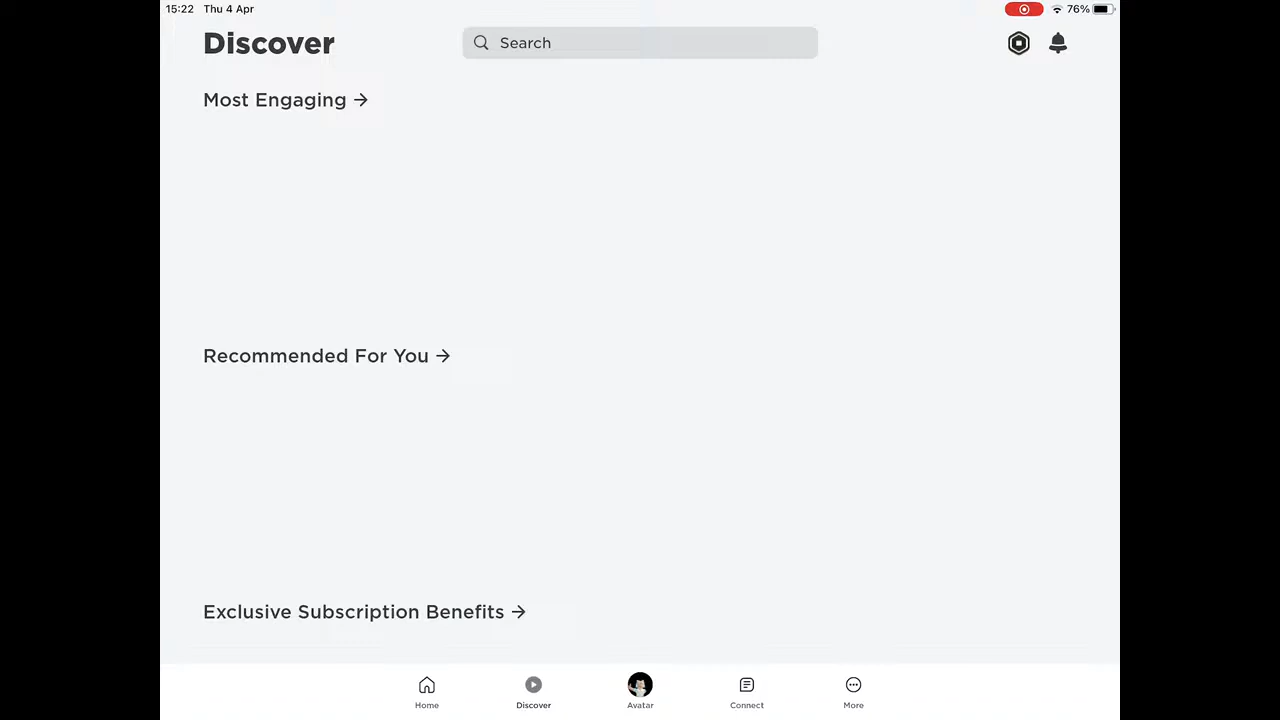 15:22 Thu 4 Apr 76%
Discover
Search
Most Engaging →
Recommended For You →
Exclusive Subscription Benefits →
Home Discover Avatar Connect More